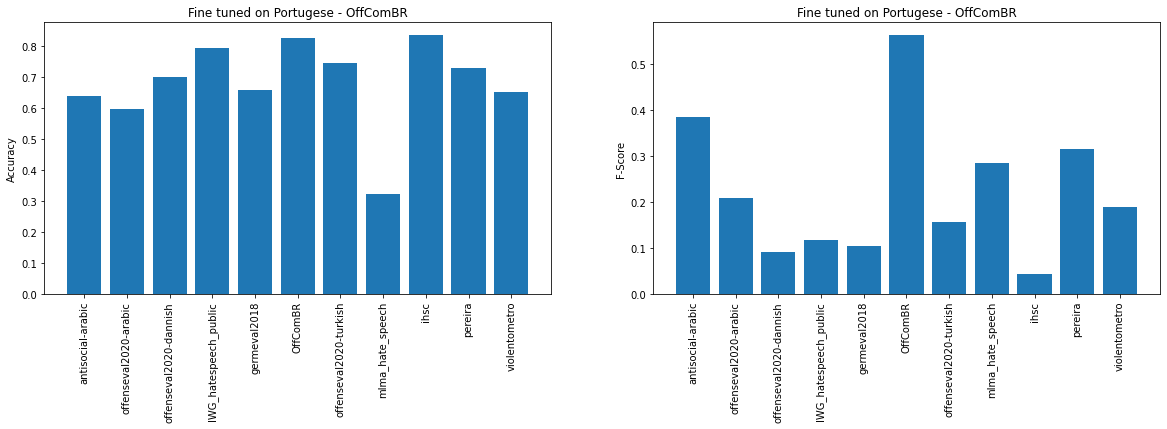 Fine tuned on Portugese - OffComBR
Accuracy
0.8
0.7
0.6
0.5
0.4
0.3
0.2
0.1
0.0
antisocial-arabic
offenseval2020-arabic
offenseval2020-dannish
IWG_hatespeech_public
germeval2018
OffComBR
offenseval2020-turkish
mlma_hate_speech
ihsc
pereira
violentometro
Fine tuned on Portugese - OffComBR
F-Score
0.5
0.4
0.3
0.2
0.1
0.0
antisocial-arabic
offenseval2020-arabic
offenseval2020-dannish
IWG_hatespeech_public
germeval2018
OffComBR
offenseval2020-turkish
mlma_hate_speech
ihsc
pereira
violentometro